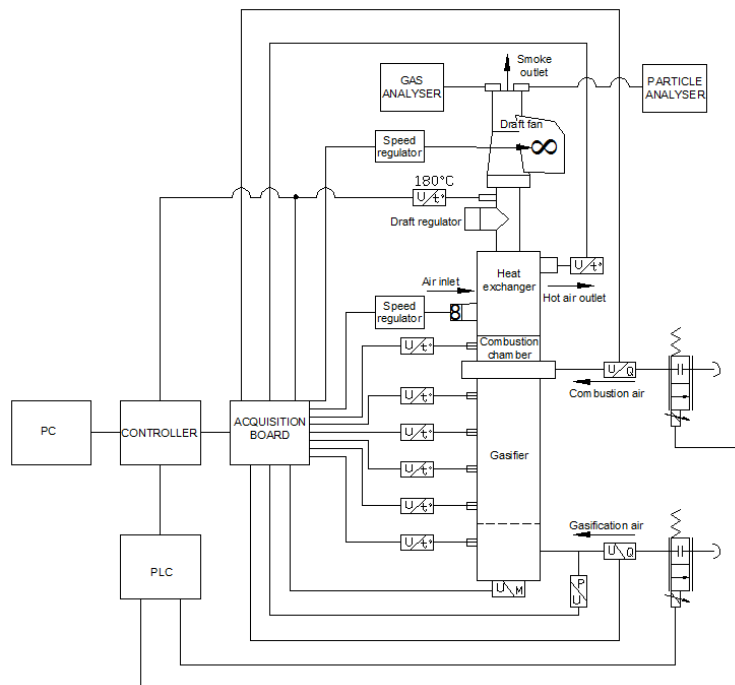 Smoke
outlet
GAS
ANALYSER
PARTICLE
ANALYSER
Draft fan
Speed
regulator
180°C
U/t°
Draft regulator
Heat
exchanger
U/t°
Air inlet
Hot air outlet
Speed
regulator
Combustion
chamber
U/t°
U/Q
Combustion air
U/t°
PC
CONTROLLER
ACQUISITION
BOARD
U/t°
Gasifier
U/t°
U/t°
Gasification air
U/t°
U\Q
PLC
U/M
P/U